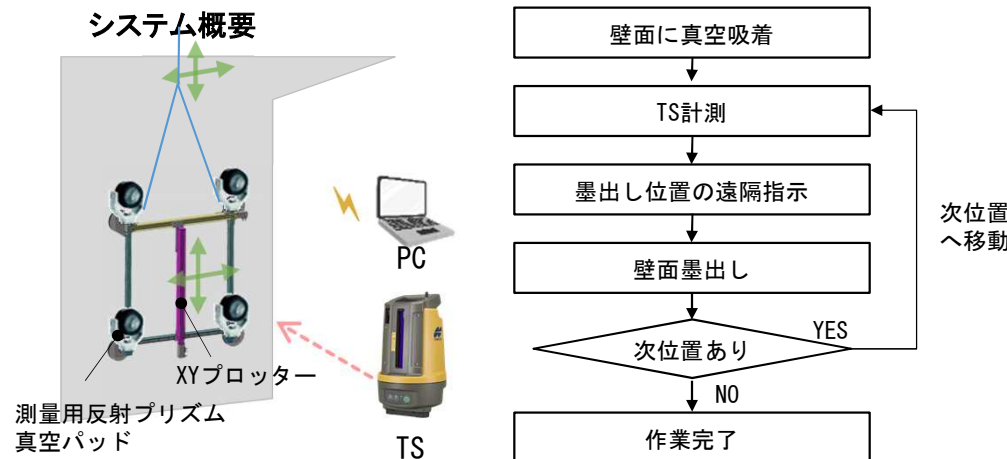 システム概要
PC
XYプロッター
測量用反射プリズム
真空パッド
TS
壁面に真空吸着
TS計測
墨出し位置の遠隔指示
壁面墨出し
次位置あり
YES
次位置
へ移動
NO
作業完了